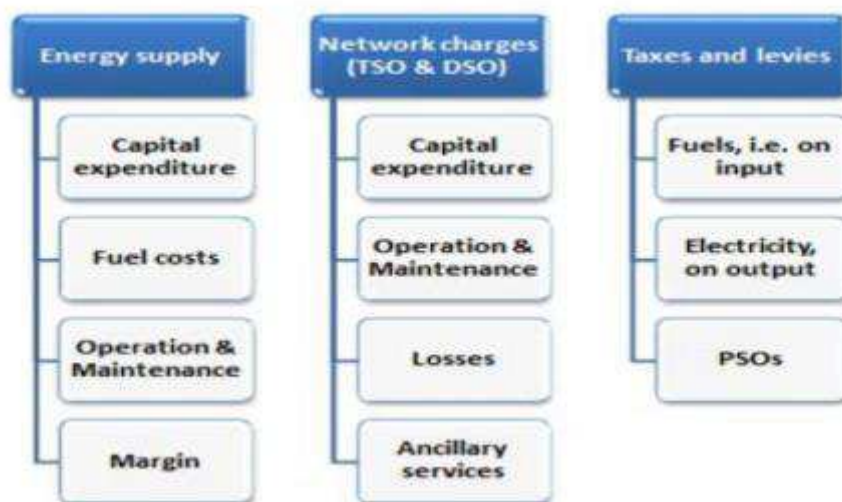 Energy supply
Capital
expenditure
Fuel costs
Operation &
Maintenance
Margin
Network charges
(TSO & DSO)
Capital
expenditure
Operation &
Maintenance
Losses
Ancillary
services
Taxes and levies
Fuels, i.e. on
input
Electricity,
on output
PSOs